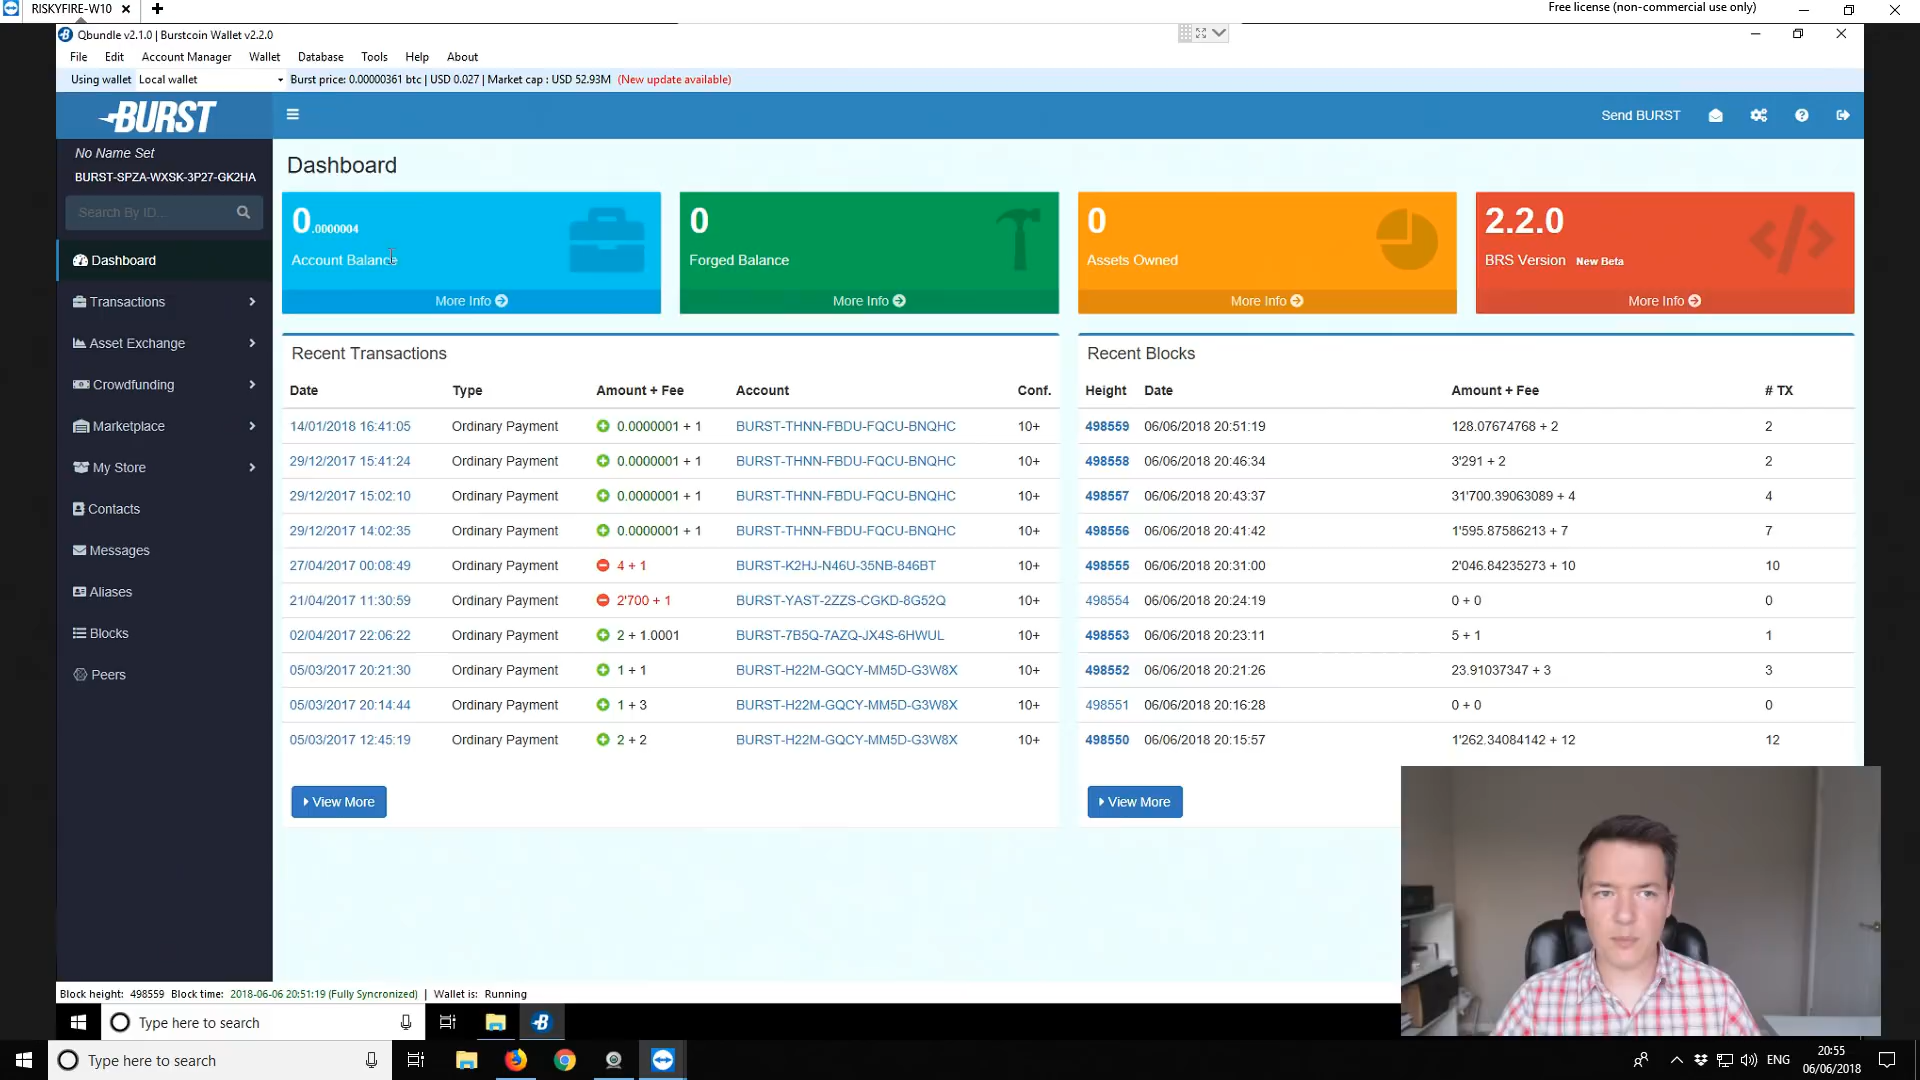 RISKYFIRE-W10 × +
Free license (non-commercial use only)
Qbundle v2.1.0 | Burstcoin Wallet v2.2.0
File Edit Account Manager Wallet Database Tools Help About
Using wallet Local wallet Burst price: 0.00000361 btc | USD 0.027 | Market cap : USD 52.93M (New update available)
BURST
Send BURST
No Name Set
BURST-SPZA-WXSK-3P27-GK2HA
Search By ID...
Dashboard
Transactions
Asset Exchange
Crowdfunding
Marketplace
My Store
Contacts
Messages
Aliases
Blocks
Peers
Dashboard
0.0000004
Account Balance
More Info
0
Forged Balance
More Info
0
Assets Owned
More Info
2.2.0
BRS Version New Beta
More Info
Recent Transactions
Date Type Amount + Fee Account Conf.
14/01/2018 16:41:05 Ordinary Payment 0.0000001 + 1 BURST-THNN-FBDU-FQCU-BNQHC 10+
29/12/2017 15:41:24 Ordinary Payment 0.0000001 + 1 BURST-THNN-FBDU-FQCU-BNQHC 10+
29/12/2017 15:02:10 Ordinary Payment 0.0000001 + 1 BURST-THNN-FBDU-FQCU-BNQHC 10+
29/12/2017 14:02:35 Ordinary Payment 0.0000001 + 1 BURST-THNN-FBDU-FQCU-BNQHC 10+
27/04/2017 00:08:49 Ordinary Payment 4 + 1 BURST-K2HJ-N46U-35NB-846BT 10+
21/04/2017 11:30:59 Ordinary Payment 2'700 + 1 BURST-YAST-2ZZS-CGKD-8G52Q 10+
02/04/2017 22:06:22 Ordinary Payment 2 + 1.0001 BURST-7B5Q-7AZQ-JX4S-6HWUL 10+
05/03/2017 20:21:30 Ordinary Payment 1 + 1 BURST-H22M-GQCY-MM5D-G3W8X 10+
05/03/2017 20:14:44 Ordinary Payment 1 + 3 BURST-H22M-GQCY-MM5D-G3W8X 10+
05/03/2017 12:45:19 Ordinary Payment 2 + 2 BURST-H22M-GQCY-MM5D-G3W8X 10+
View More
Recent Blocks
Height Date Amount + Fee # TX
498559 06/06/2018 20:51:19 128.07674768 + 2 2
498558 06/06/2018 20:46:34 3'291 + 2 2
498557 06/06/2018 20:43:37 31'700.39063089 + 4 4
498556 06/06/2018 20:41:42 1'595.87586213 + 7 7
498555 06/06/2018 20:31:00 2'046.84235273 + 10 10
498554 06/06/2018 20:24:19 0 + 0 0
498553 06/06/2018 20:23:11 5 + 1 1
498552 06/06/2018 20:21:26 23.91037347 + 3 3
498551 06/06/2018 20:16:28 0 + 0 0
498550 06/06/2018 20:15:57 1'262.34084142 + 12 12
View More
Block height: 498559 Block time: 2018-06-06 20:51:19 (Fully Syncronized) | Wallet is: Running
Type here to search
Type here to search
ENG
20:55
06/06/2018